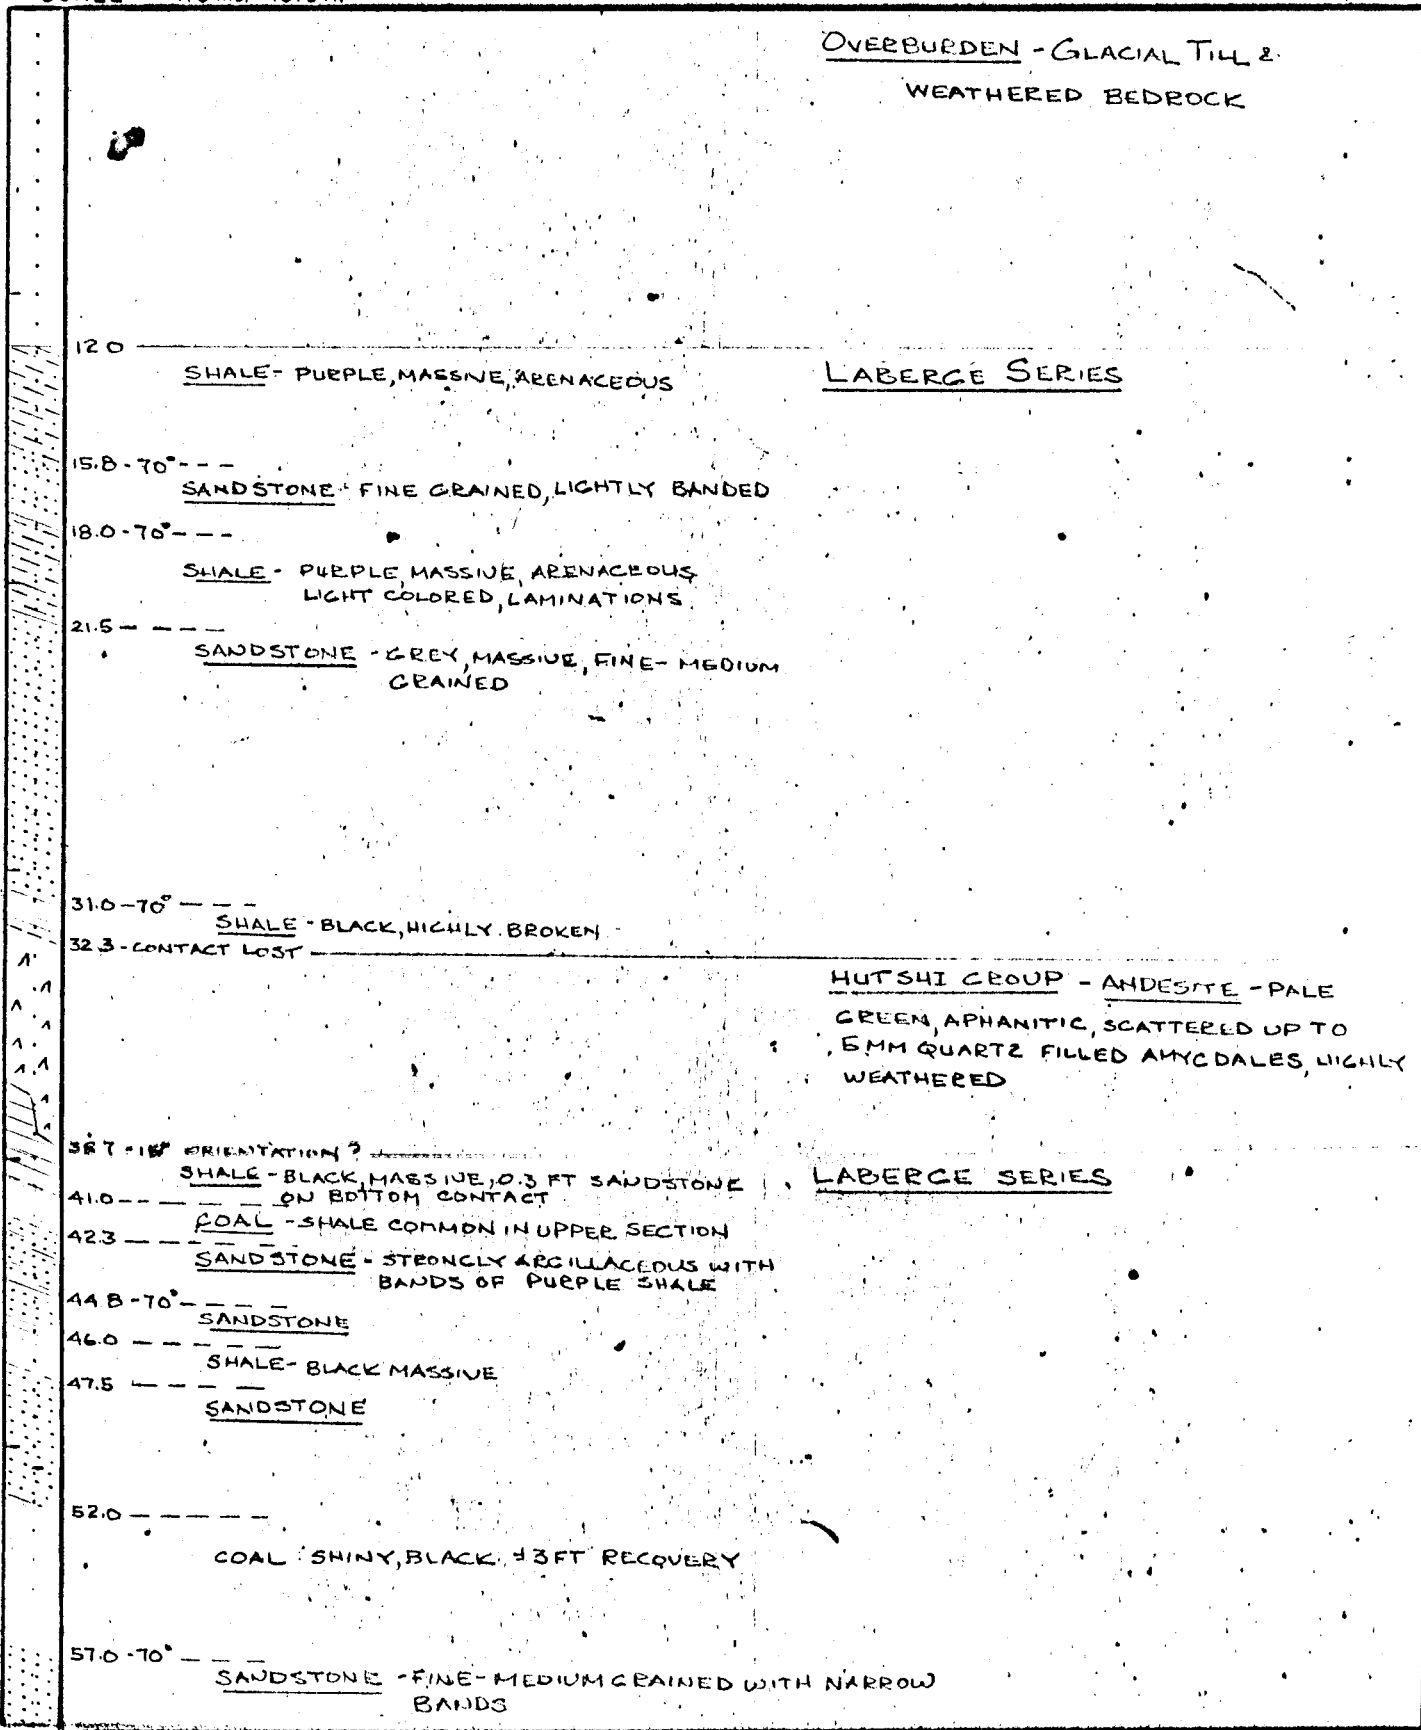 OVERBURDEN - GLACIAL TILL &
WEATHERED BEDROCK
12 0
SHALE - PURPLE, MASSIVE, ARENACEOUS
LABERGE SERIES
15.8 - 70°
SANDSTONE - FINE GRAINED, LIGHTLY BANDED
18.0 - 70°
SHALE - PURPLE, MASSIVE, ARENACEOUS
LIGHT COLORED, LAMINATIONS
21.5
SANDSTONE - GREY, MASSIVE, FINE - MEDIUM
GRAINED
31.0 - 70°
SHALE - BLACK, HIGHLY BROKEN
32 3 - CONTACT LOST
HUTSHI GROUP - ANDESITE - PALE
GREEN, APHANITIC, SCATTERED UP TO
5MM QUARTZ FILLED AMYGDALES, HIGHLY
WEATHERED
ORIENTATION ?
SHALE - BLACK, MASSIVE, 0.3 FT SANDSTONE
ON BOTTOM CONTACT
LABERGE SERIES
41.0
COAL - SHALE COMMON IN UPPER SECTION
42.3
SANDSTONE - STRONGLY ARGILLACEOUS WITH
BANDS OF PURPLE SHALE
44.8 - 70°
SANDSTONE
46.0
SHALE - BLACK MASSIVE
47.5
SANDSTONE
52.0
COAL SHINY, BLACK. 3 FT RECOVERY
57.0 - 70°
SANDSTONE - FINE - MEDIUM GRAINED WITH NARROW
BANDS